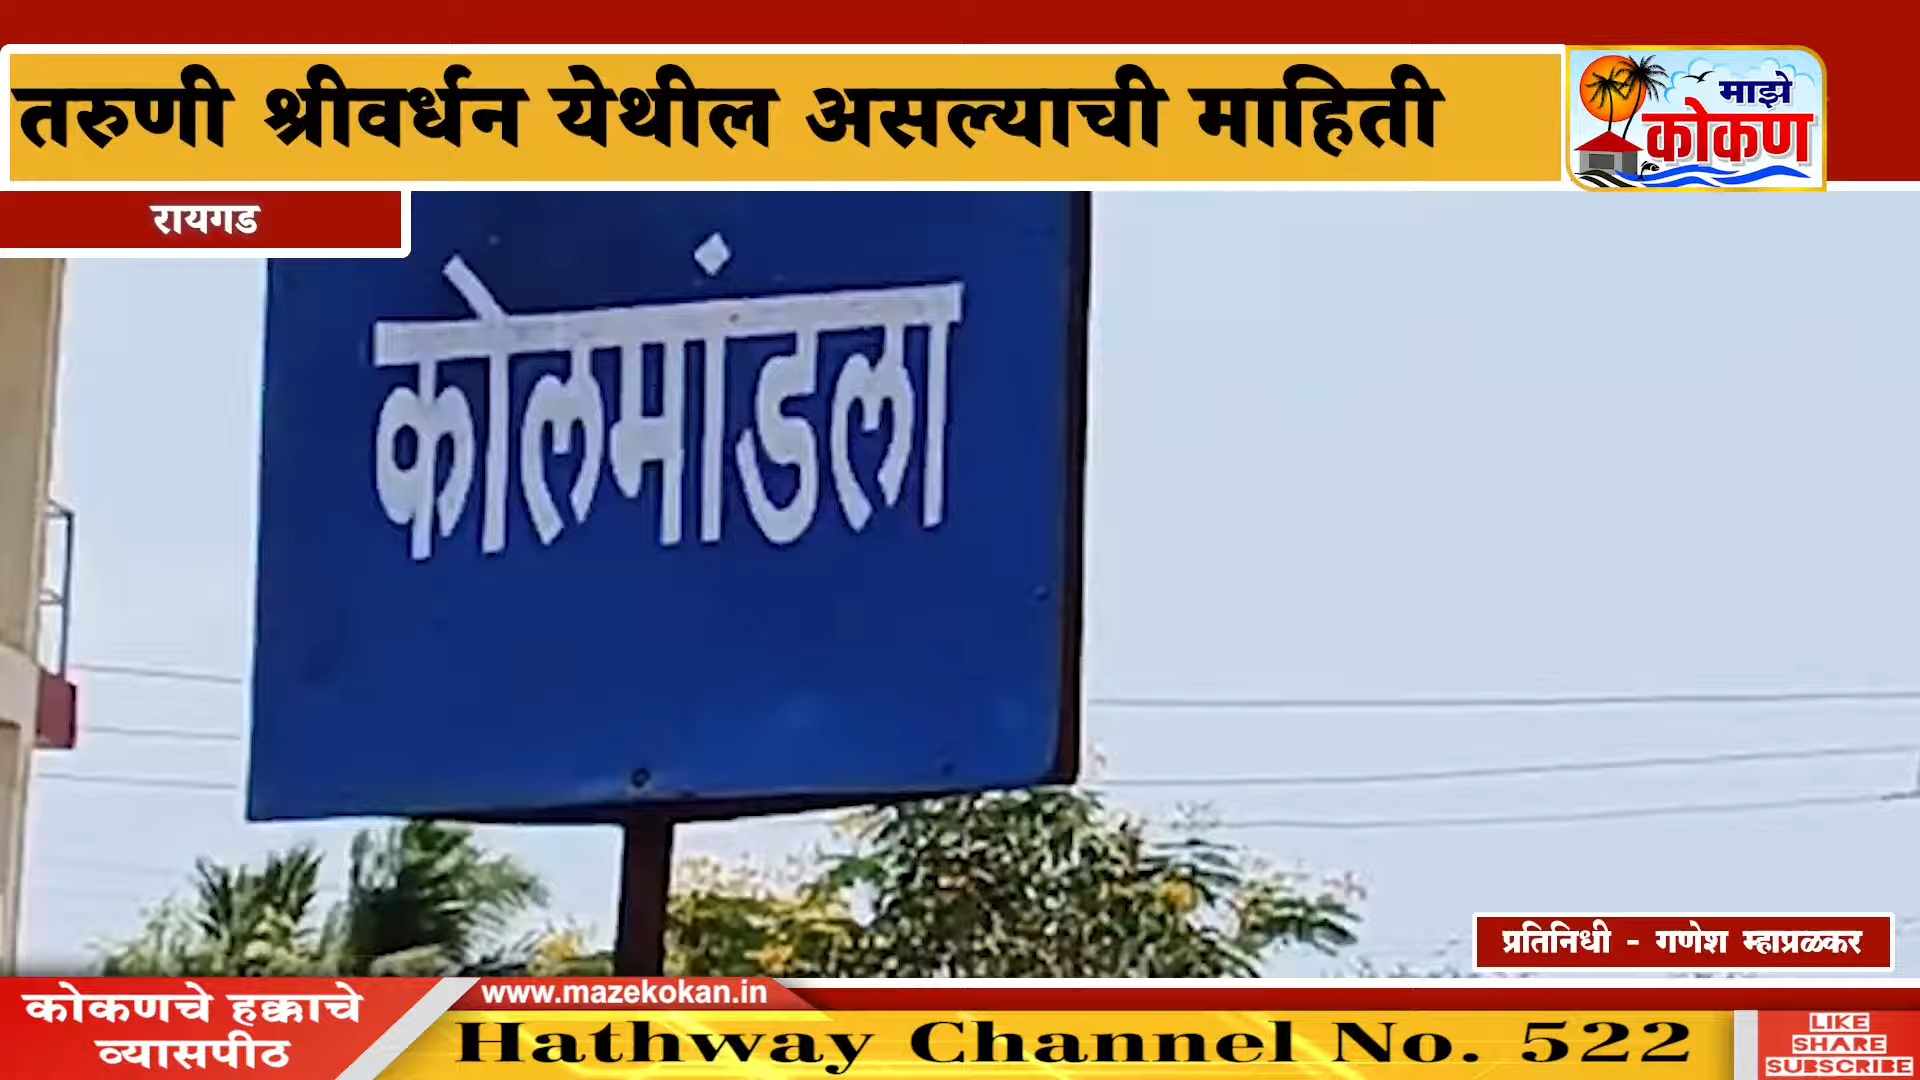 तरुणी श्रीवर्धन येथील असल्याची माहिती
माझे
कोकण
रायगड
कोलमांडला
प्रतिनिधी - गणेश म्हाप्रळकर
कोकणचे हक्काचे
व्यासपीठ
www.mazekokan.in
Hathway Channel No. 522
LIKE
SHARE
SUBSCRIBE